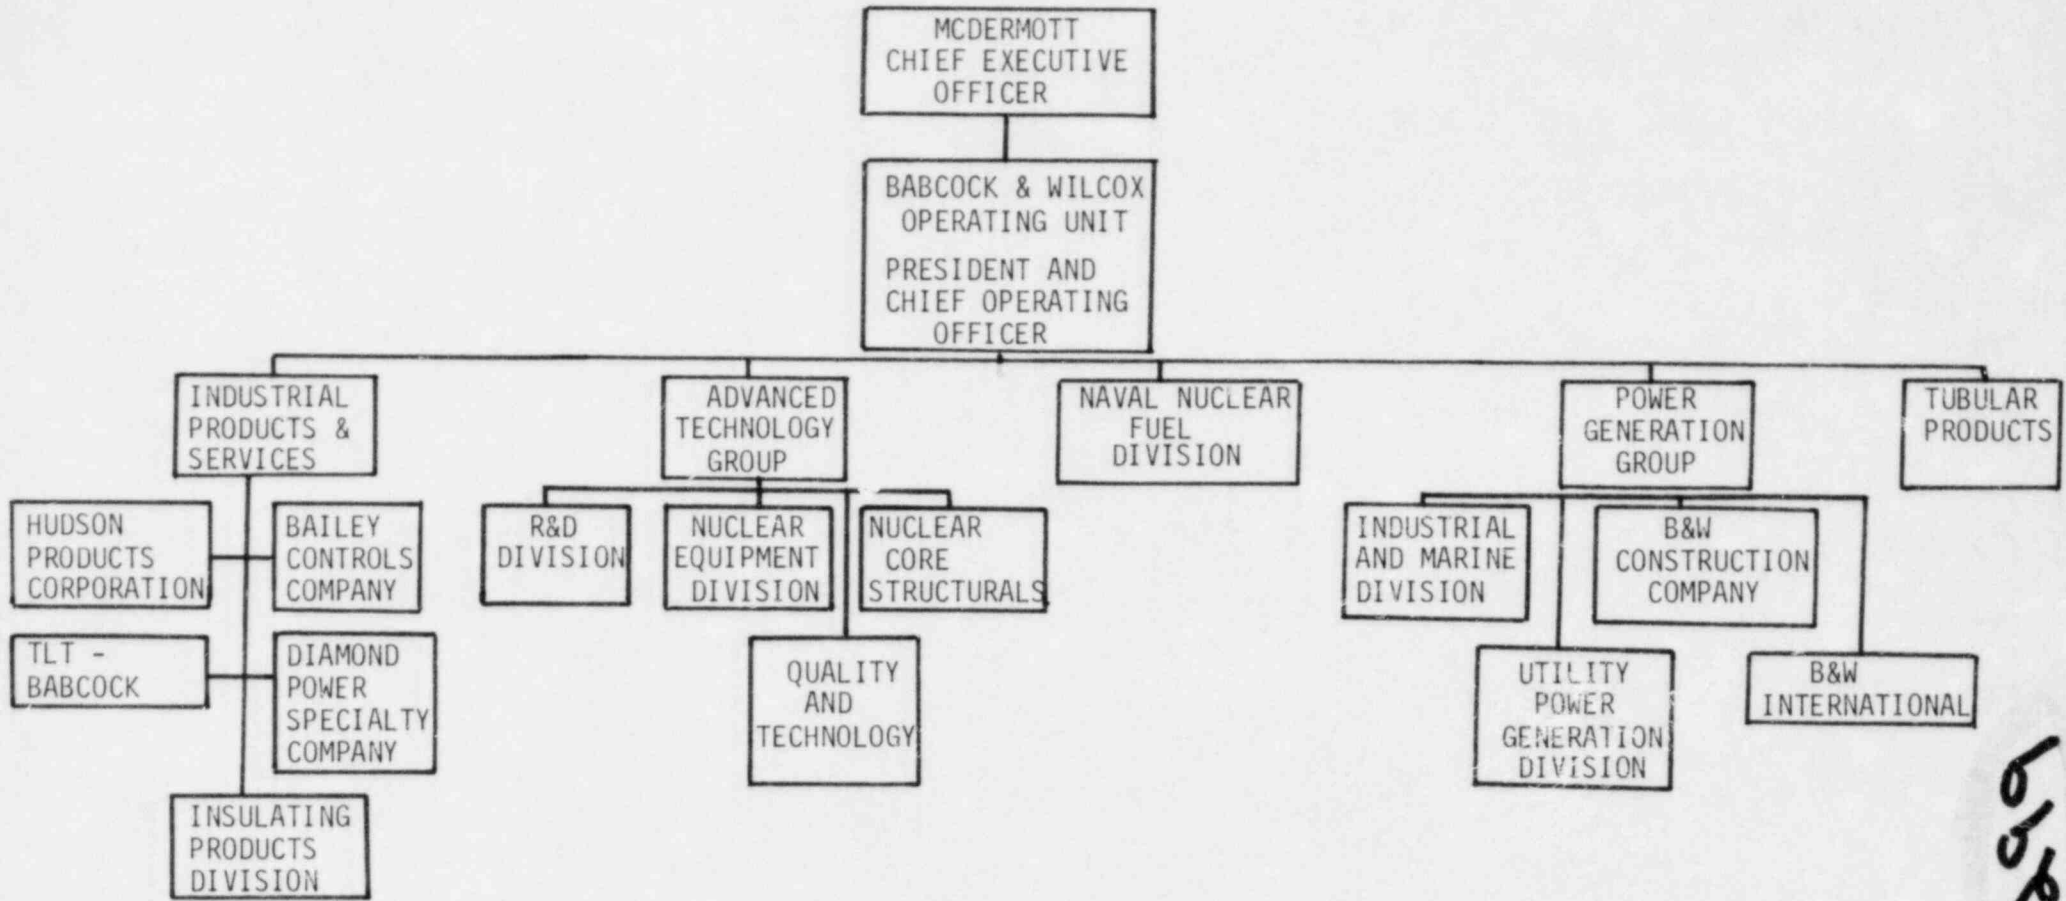 MCDERMOTT
CHIEF EXECUTIVE
OFFICER
BABCOCK & WILCOX
OPERATING UNIT
PRESIDENT AND
CHIEF OPERATING
OFFICER
INDUSTRIAL
PRODUCTS &
SERVICES
ADVANCED
TECHNOLOGY
GROUP
NAVAL NUCLEAR
FUEL
DIVISION
POWER
GENERATION
GROUP
TUBULAR
PRODUCTS
HUDSON
PRODUCTS
CORPORATION
BAILEY
CONTROLS
COMPANY
R&D
DIVISION
NUCLEAR
EQUIPMENT
DIVISION
NUCLEAR
CORE
STRUCTURALS
INDUSTRIAL
AND MARINE
DIVISION
B&W
CONSTRUCTION
COMPANY
TLT -
BABCOCK
DIAMOND
POWER
SPECIALTY
COMPANY
QUALITY
AND
TECHNOLOGY
UTILITY
POWER
GENERATION
DIVISION
B&W
INTERNATIONAL
INSULATING
PRODUCTS
DIVISION